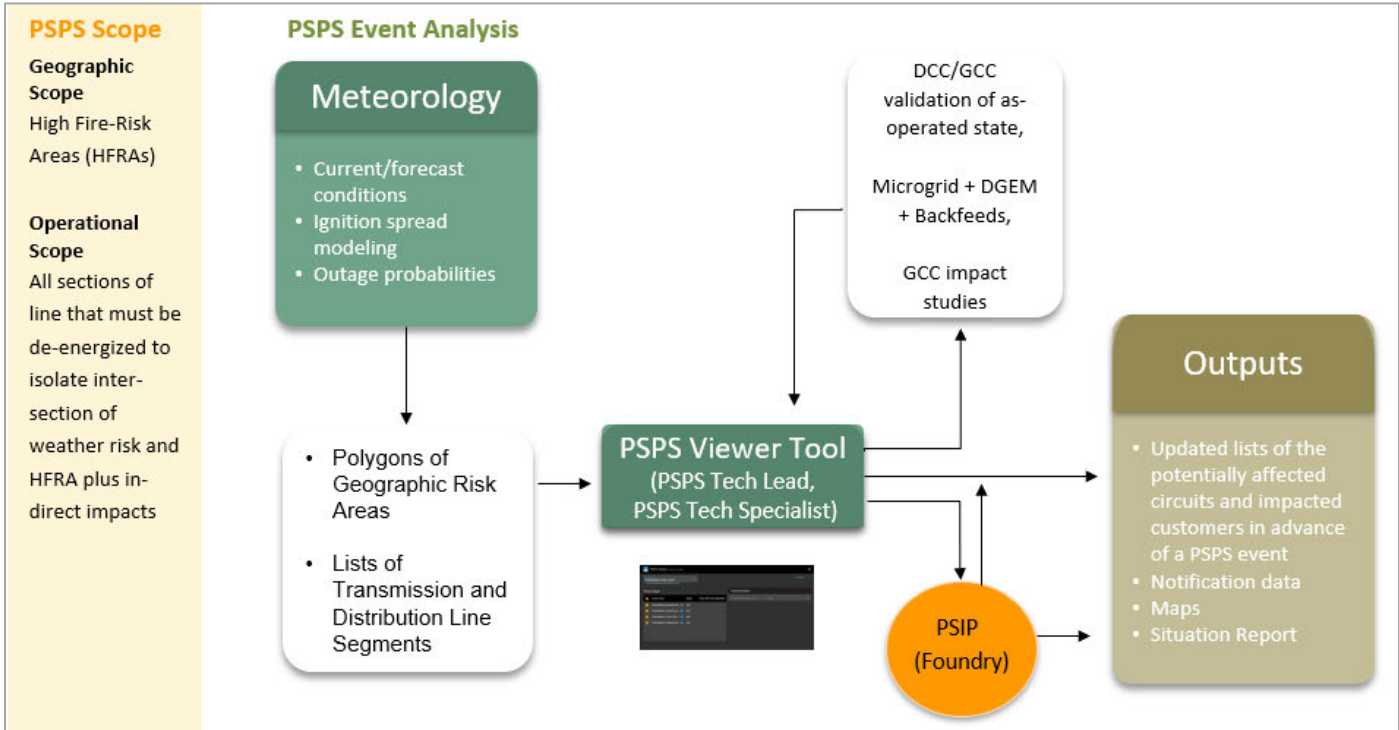 PSPS Scope
Geographic
Scope
High Fire-Risk
Areas (HFRAs)
Operational
Scope
All sections of
line that must be
de-energized to
isolate inter-
section of
weather risk and
HFRA plus in-
direct impacts
PSPS Event Analysis
Meteorology
• Current/forecast
conditions
• Ignition spread
modeling
• Outage probabilities
• Polygons of
Geographic Risk
Areas
• Lists of
Transmission and
Distribution Line
Segments
PSPS Viewer Tool
(PSPS Tech Lead,
PSPS Tech Specialist)
DCC/GCC
validation of as-
operated state,
Microgrid + DGEM
+ Backfeeds,
GCC impact
studies
PSIP
(Foundry)
Outputs
• Updated lists of the
potentially affected
circuits and impacted
customers in advance
of a PSPS event
• Notification data
• Maps
• Situation Report